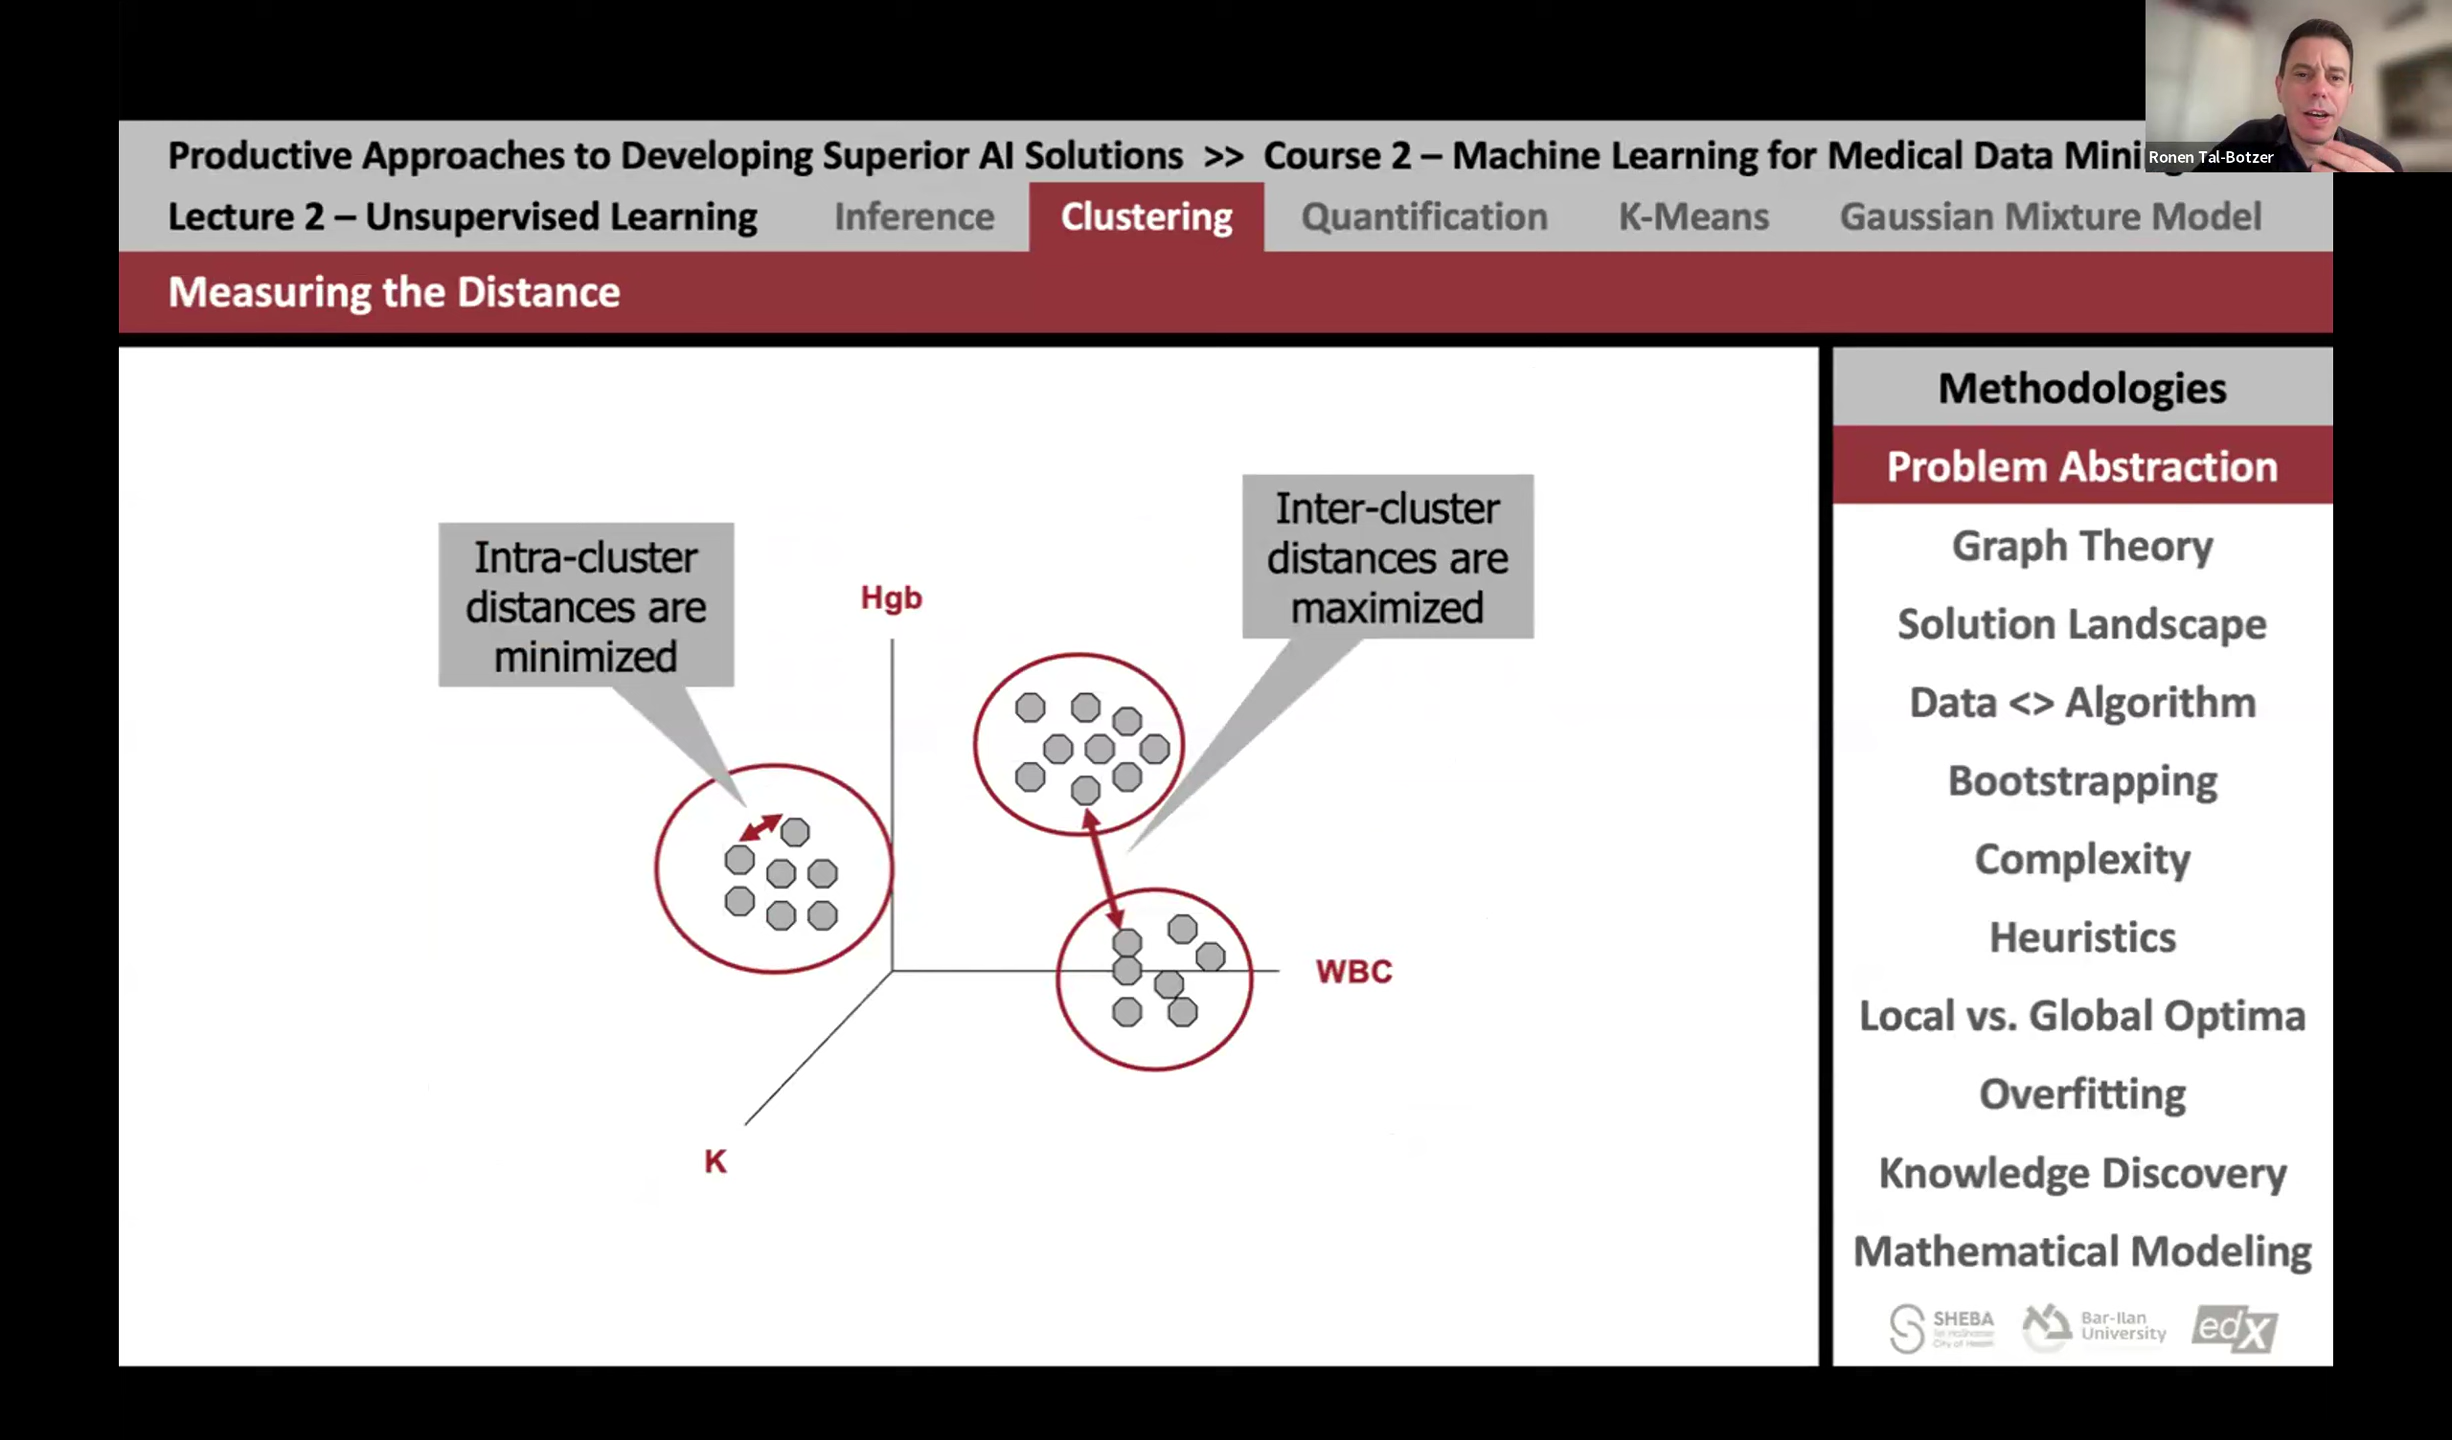 Productive Approaches to Developing Superior AI Solutions >> Course 2 – Machine Learning for Medical Data Mini
Ronen Tal-Botzer
Lecture 2 – Unsupervised Learning Inference Clustering Quantification K-Means Gaussian Mixture Model
Measuring the Distance
Intra-cluster
distances are
minimized
Inter-cluster
distances are
maximized
Hgb
WBC
K
Methodologies
Problem Abstraction
Graph Theory
Solution Landscape
Data <> Algorithm
Bootstrapping
Complexity
Heuristics
Local vs. Global Optima
Overfitting
Knowledge Discovery
Mathematical Modeling
SHEBA
City of Health
Bar-Ilan
University
edX